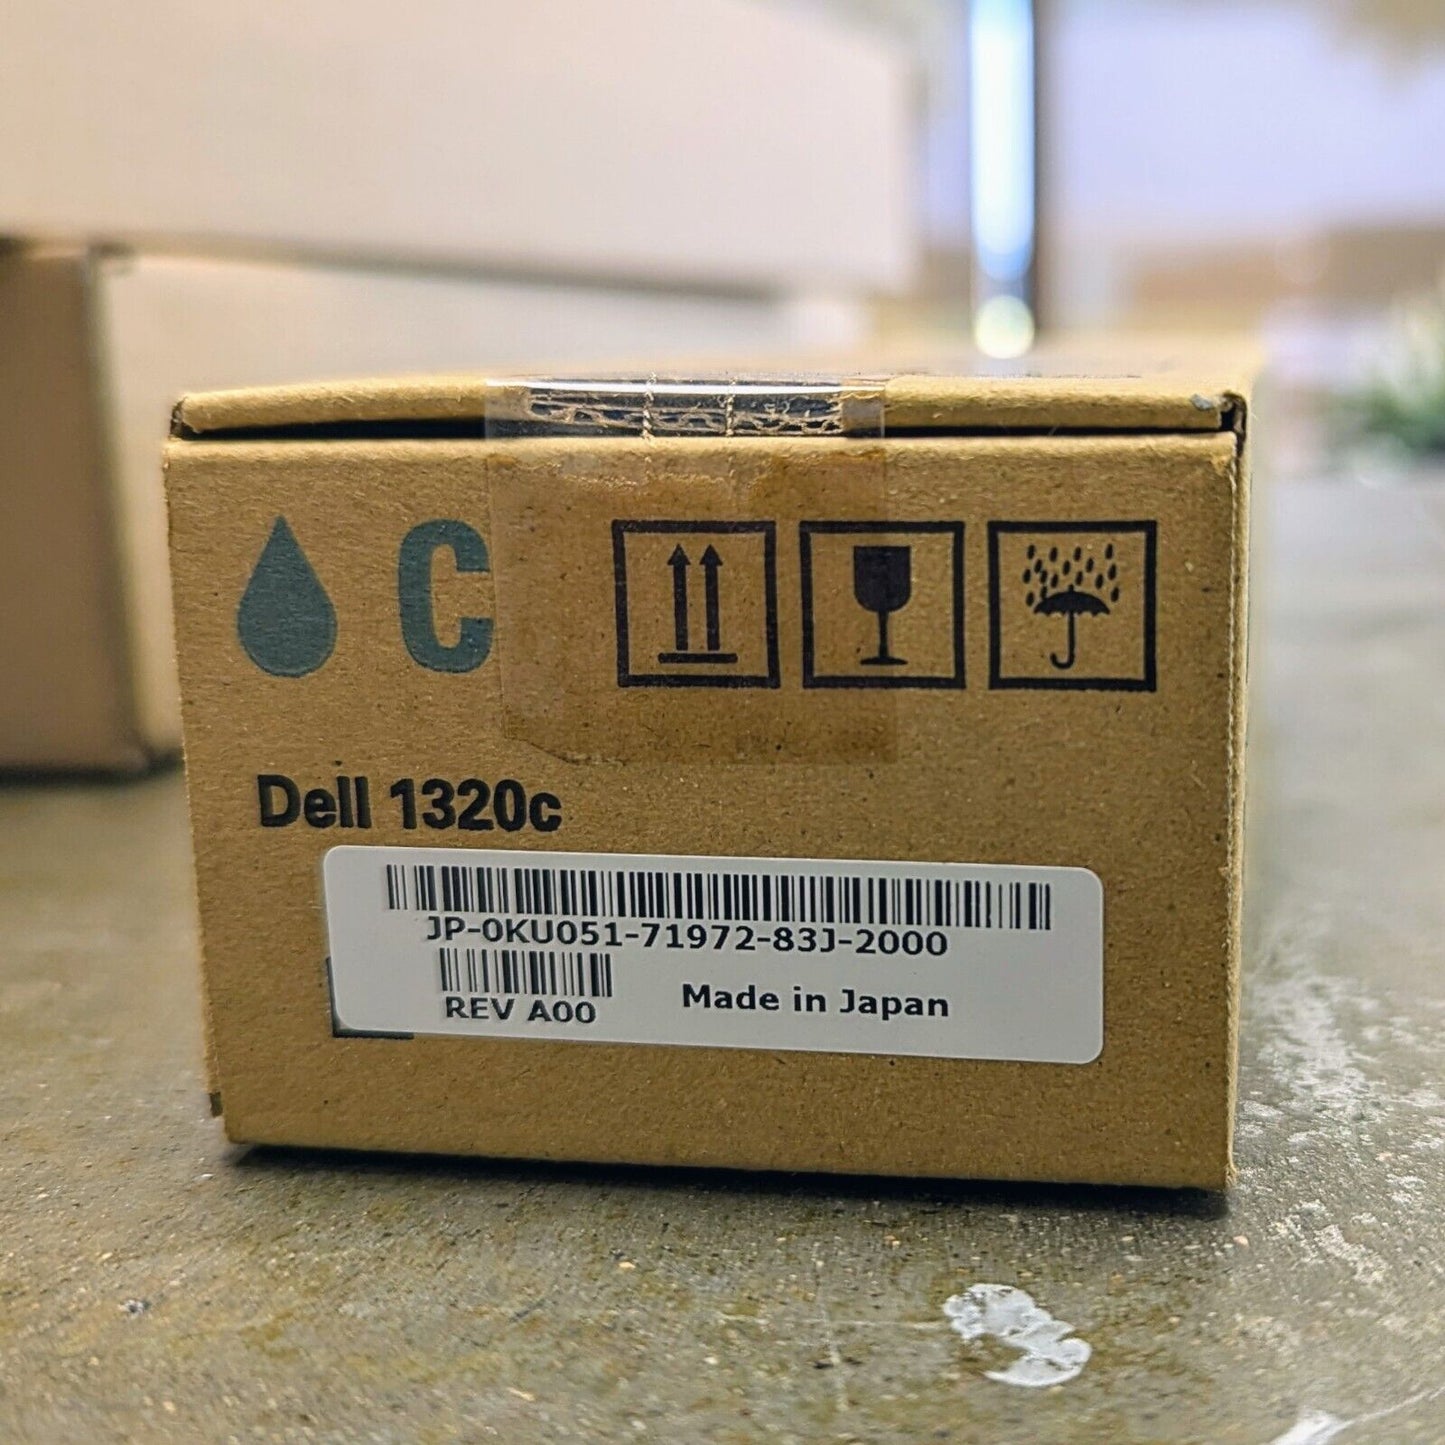 C
Dell 1320c
JP-0KU051-71972-83J-2000
REV A00 Made in Japan